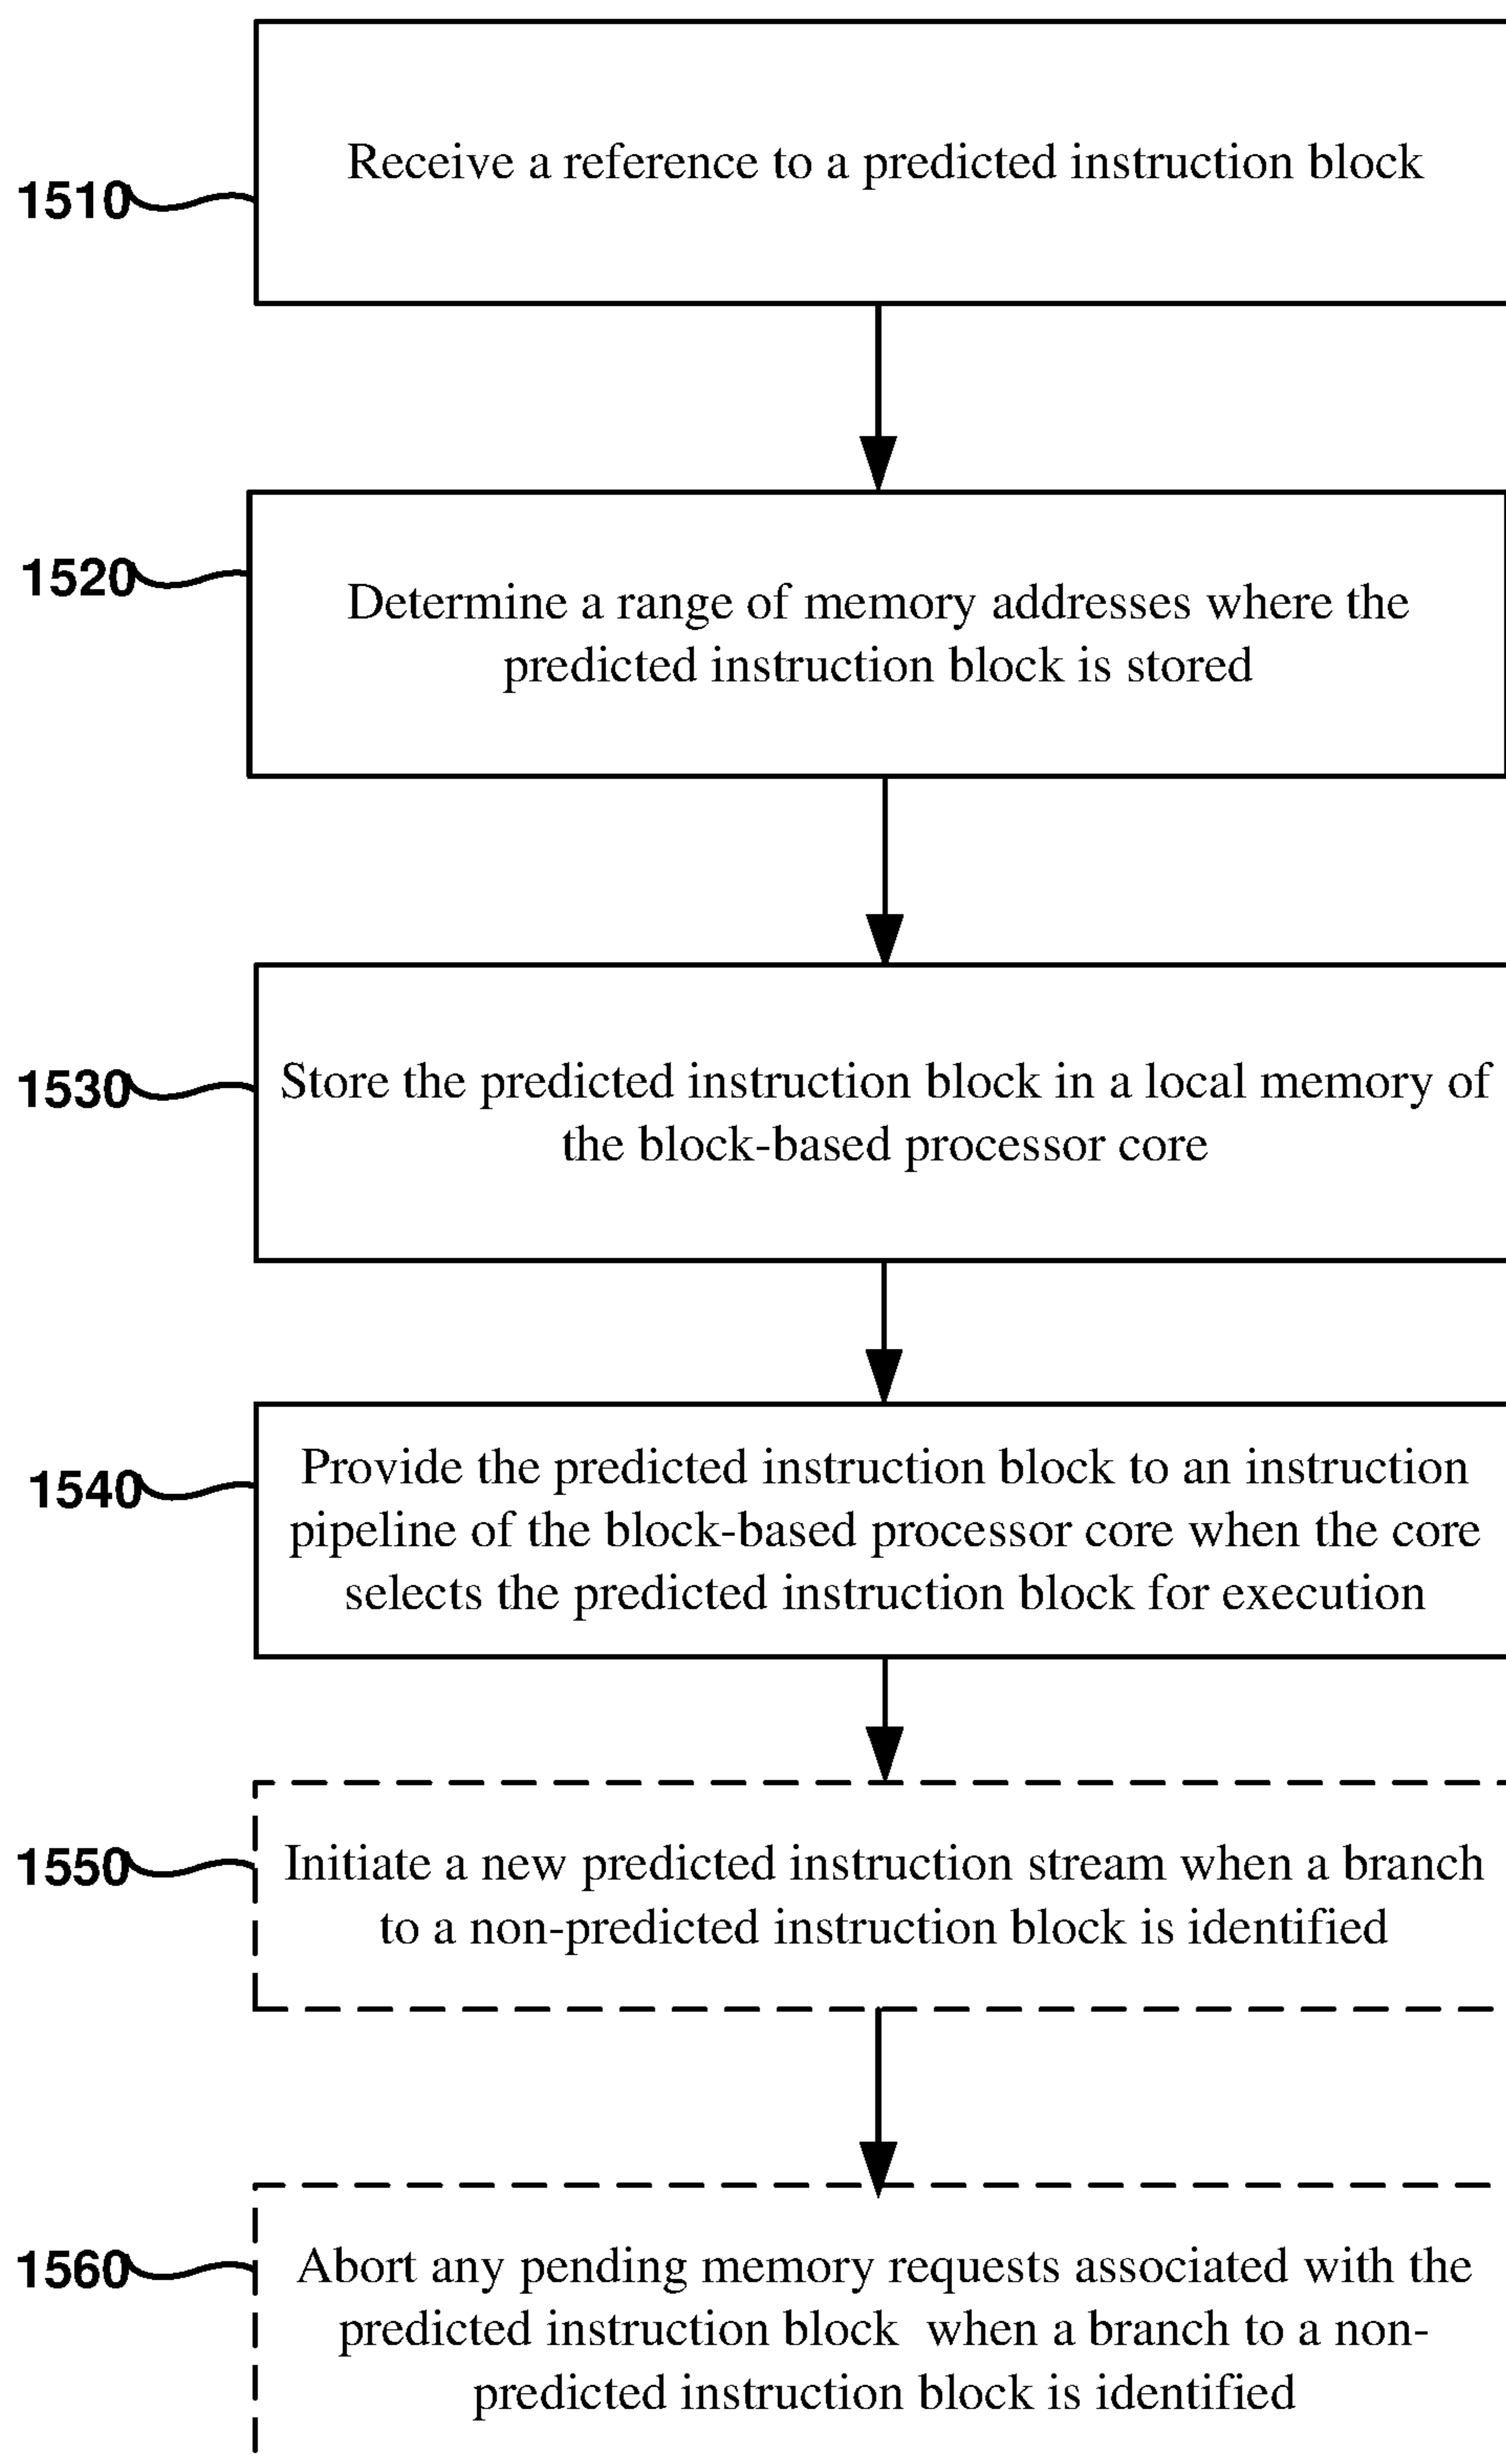 Receive a reference to a predicted instruction block
1510
1520
Determine a range of memory addresses where the
predicted instruction block is stored
1530
Store the predicted instruction block in a local memory of
the block-based processor core
1540
Provide the predicted instruction block to an instruction
pipeline of the block-based processor core when the core
selects the predicted instruction block for execution
1550
Initiate a new predicted instruction stream when a branch
to a non-predicted instruction block is identified
1560
Abort any pending memory requests associated with the
predicted instruction block when a branch to a non-
predicted instruction block is identified